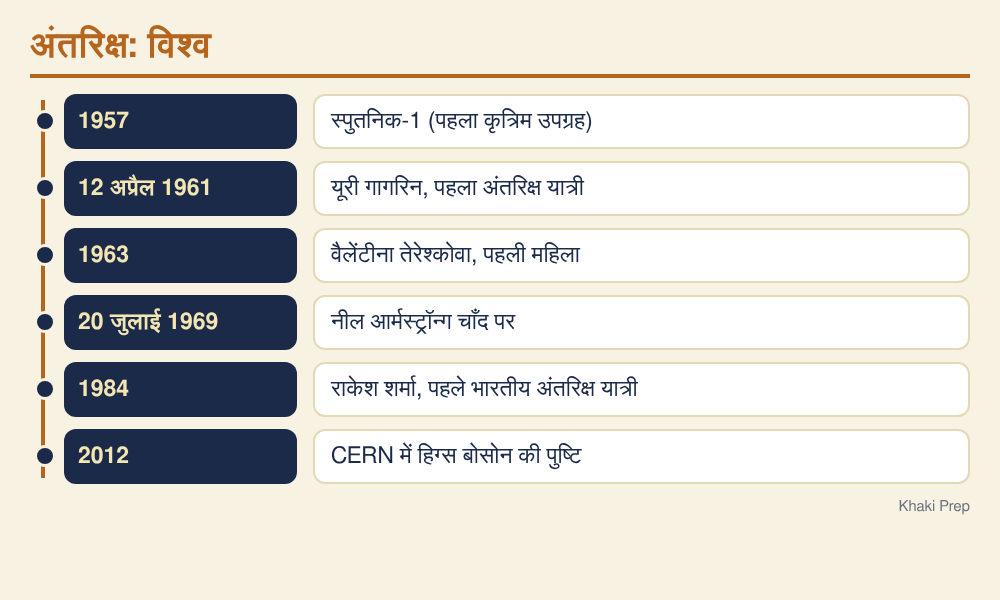 अंतरिक्ष: विश्व
1957
स्पुतनिक-1 (पहला कृत्रिम उपग्रह)
12 अप्रैल 1961
यूरी गागरिन, पहला अंतरिक्ष यात्री
1963
वैलेंटीना तेरेश्कोवा, पहली महिला
20 जुलाई 1969
नील आर्मस्ट्रॉन्ग चाँद पर
1984
राकेश शर्मा, पहले भारतीय अंतरिक्ष यात्री
2012
CERN में हिग्स बोसोन की पुष्टि
Khaki Prep